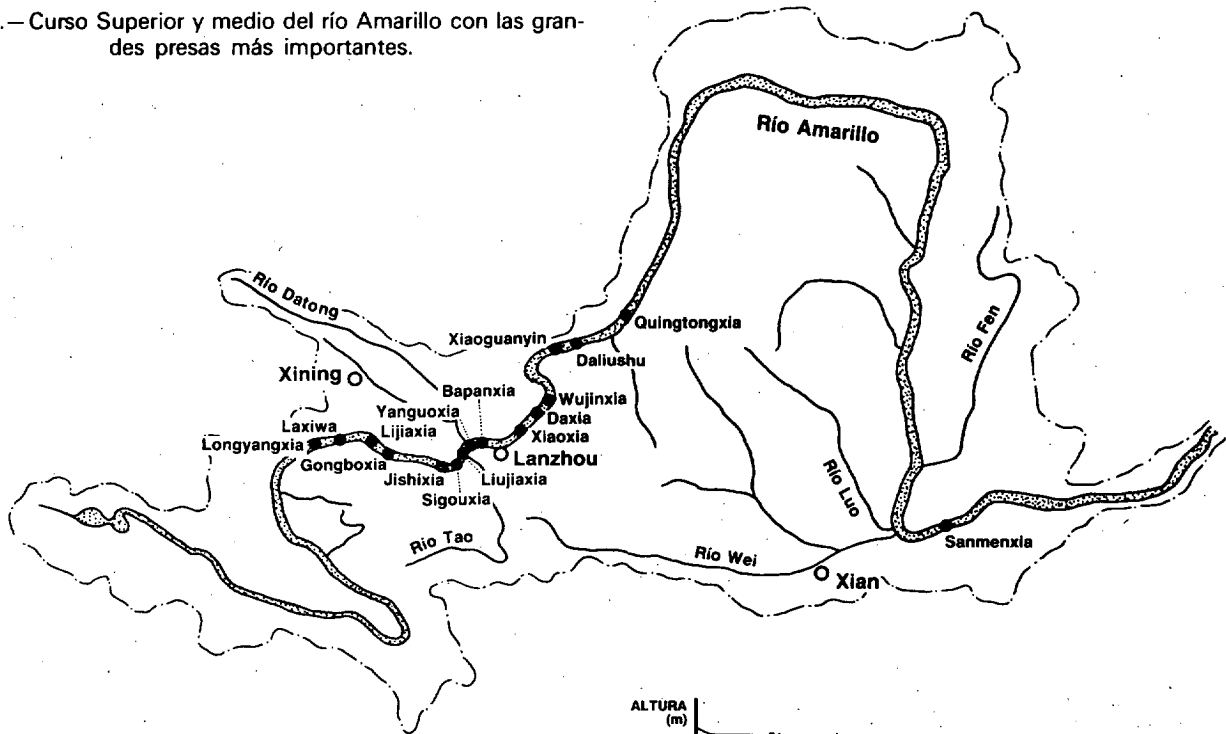 .—Curso Superior y medio del río Amarillo con las gran-
des presas más importantes.
Río Amarillo
Río Datong
Quingtongxia
Xiaoguanyin
Daliushu
Río Fen
Xining
Bapanxia
Wujinxia
Yanguoxia
Daxia
Laxiwa
Lijiaxia
Xiaoxia
Longyangxia
Lanzhou
Gongboxia
Jishixia
Liujiaxia
Sigouxia
Río Luo
Río Tao
Río Wei
Sanmenxia
Xian
ALTURA
(m)